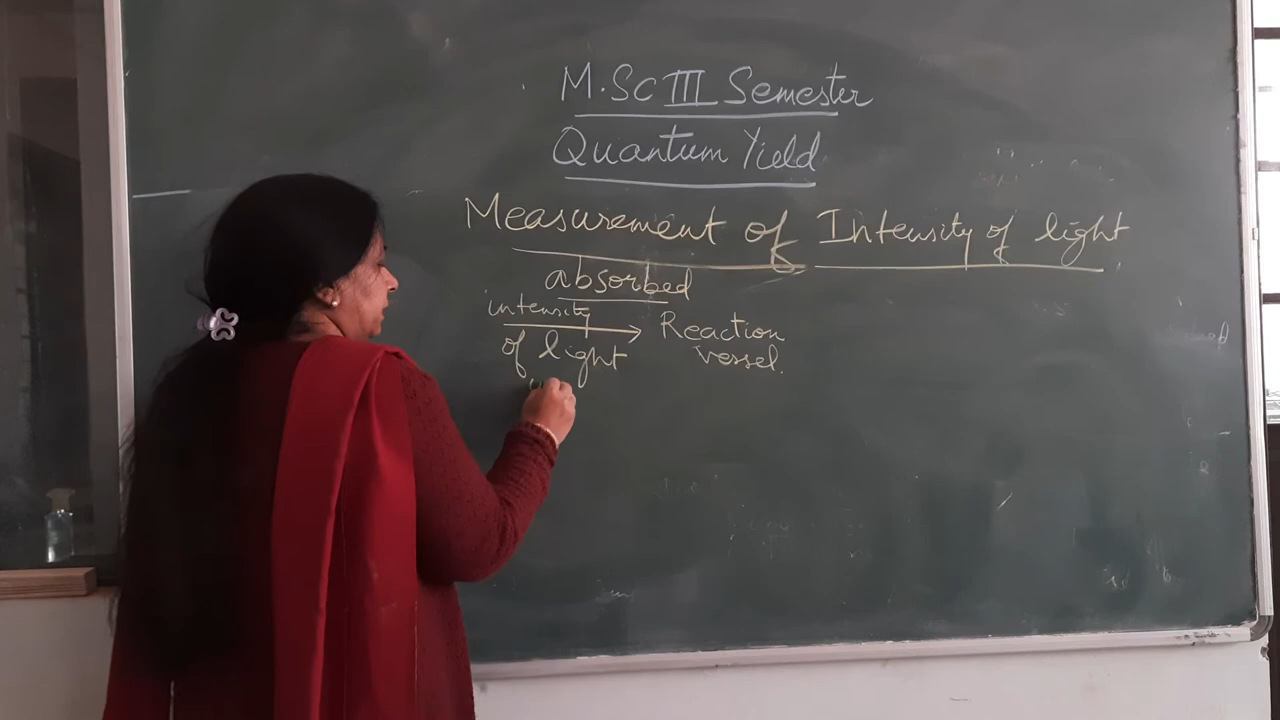 M.Sc III Semester
Quantum Yield
Measurement of Intensity of light
absorbed
intensity
of light
Reaction
vessel.